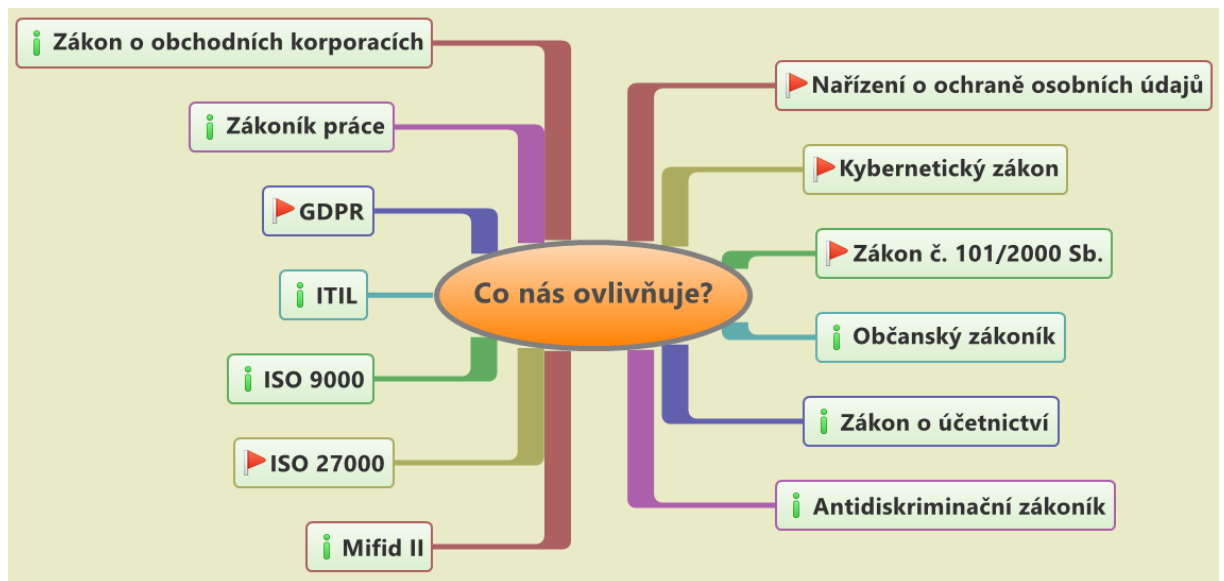 Zákon o obchodních korporacích
Zákoník práce
GDPR
ITIL
ISO 9000
ISO 27000
Mifid II
Co nás ovlivňuje?
Nařízení o ochraně osobních údajů
Kybernetický zákon
Zákon č. 101/2000 Sb.
Občanský zákoník
Zákon o účetnictví
Antidiskriminační zákoník